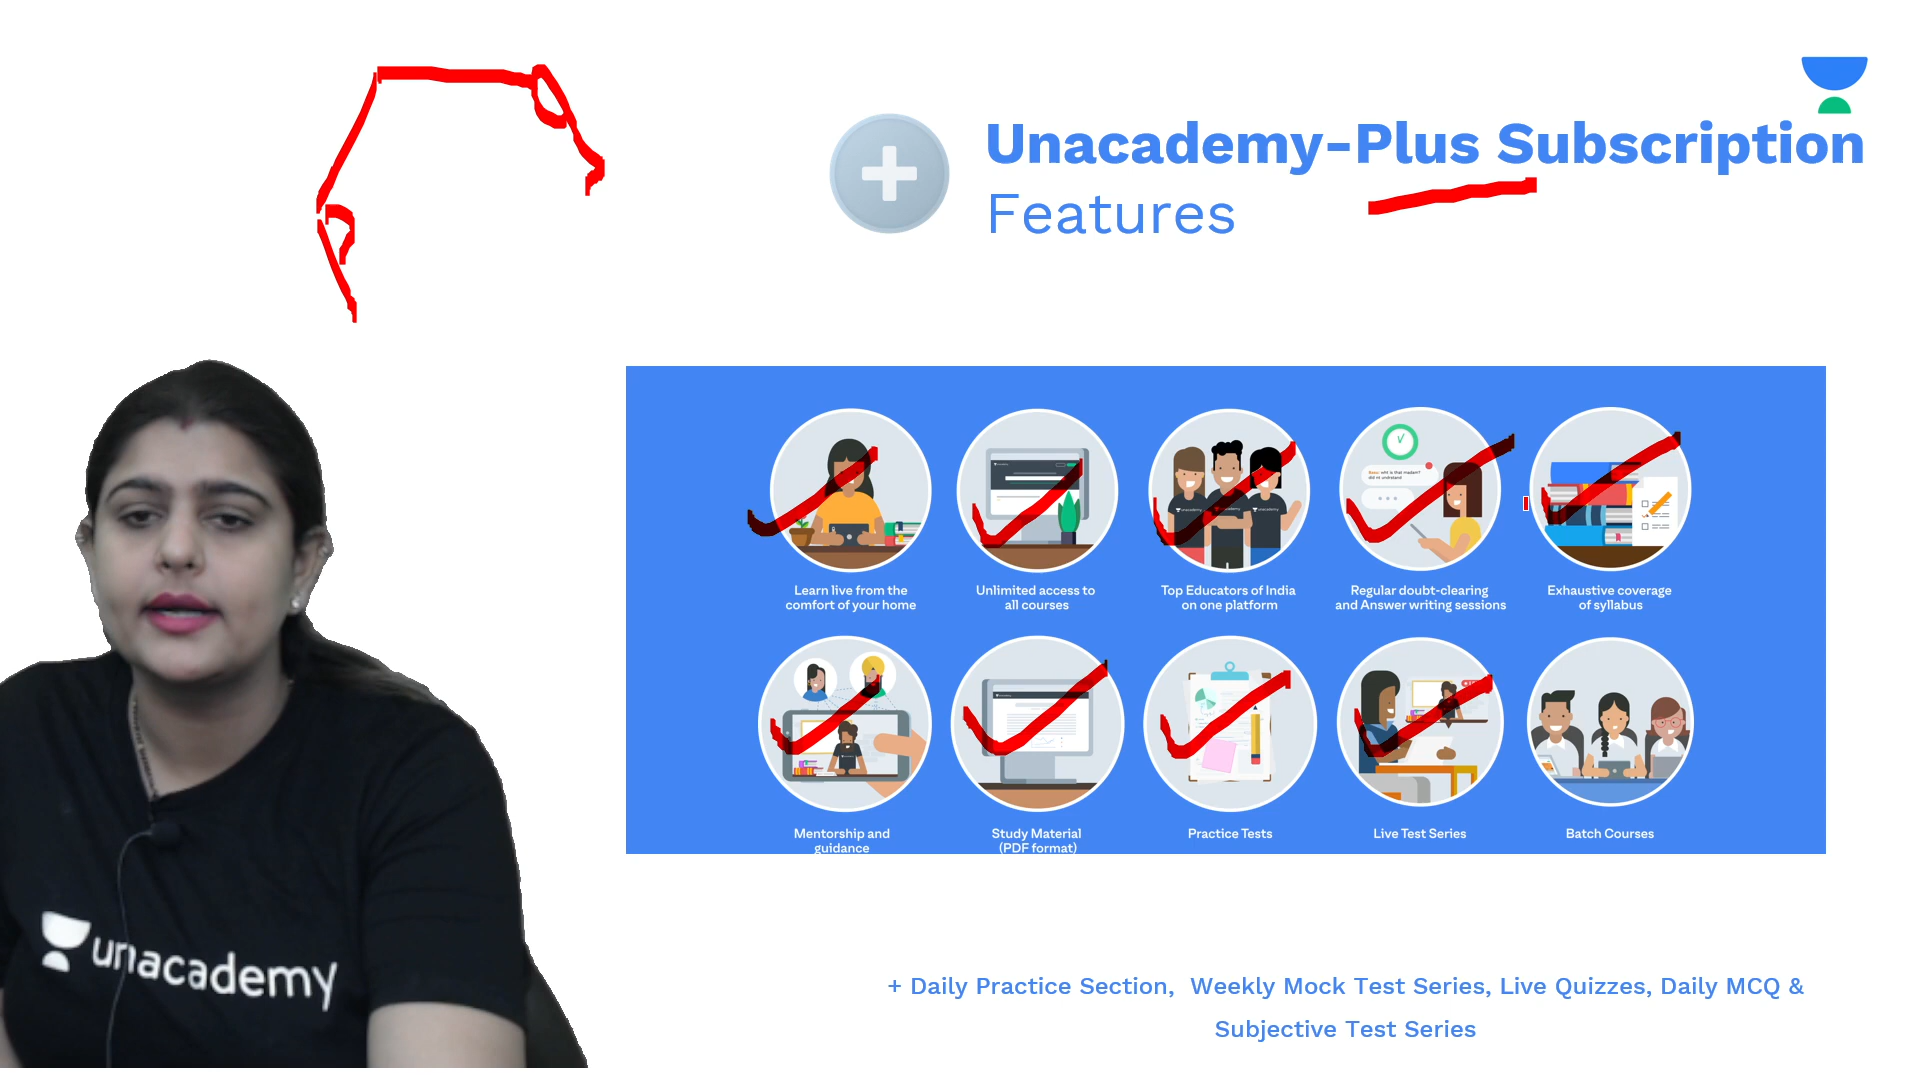 Unacademy-Plus Subscription
Features
Learn live from the
comfort of your home
Unlimited access to
all courses
Top Educators of India
on one platform
Regular doubt-clearing
and Answer writing sessions
Exhaustive coverage
of syllabus
Mentorship and
guidance
Study Material
(PDF format)
Practice Tests
Live Test Series
Batch Courses
unacademy
+ Daily Practice Section, Weekly Mock Test Series, Live Quizzes, Daily MCQ &
Subjective Test Series